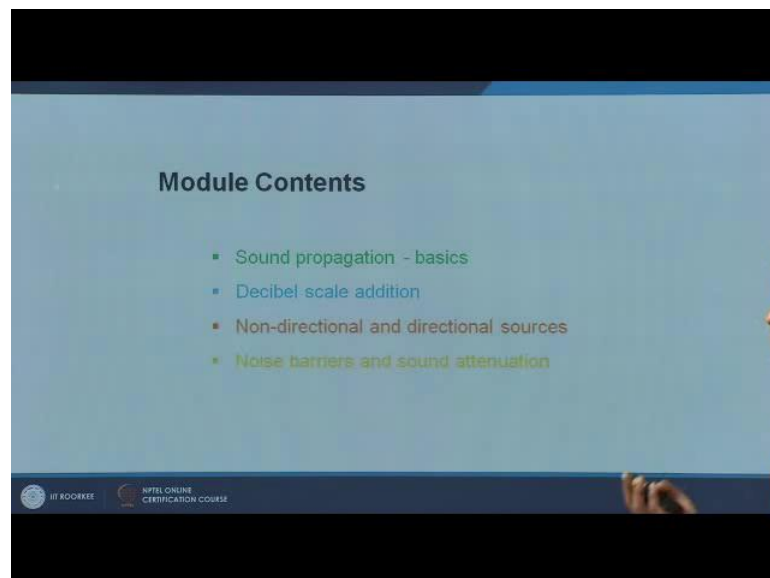 Module Contents
▪ Sound propagation - basics
▪ Decibel scale addition
▪ Non-directional and directional sources
▪ Noise barriers and sound attenuation
IIT ROORKEE
NPTEL ONLINE
CERTIFICATION COURSE